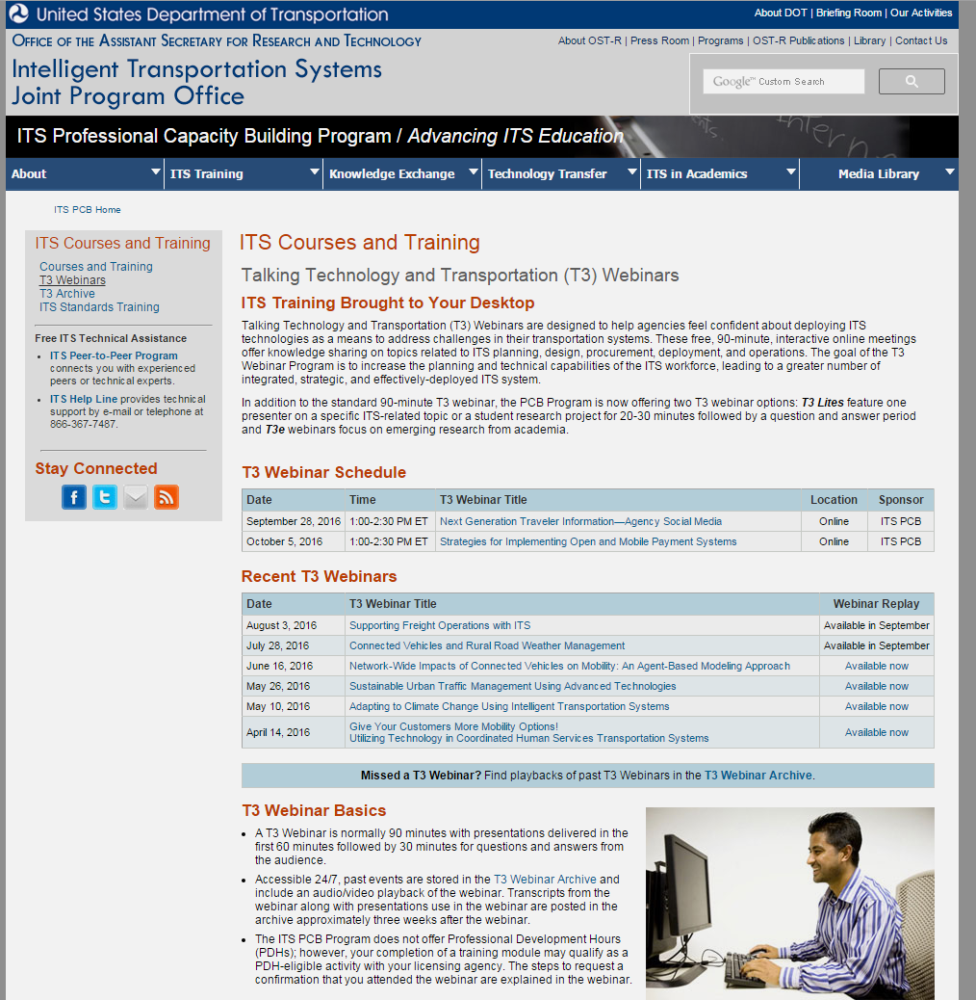 United States Department of Transportation
About DOT | Briefing Room | Our Activities
OFFICE OF THE ASSISTANT SECRETARY FOR RESEARCH AND TECHNOLOGY
About OST-R | Press Room | Programs | OST-R Publications | Library | Contact Us
Intelligent Transportation Systems
Joint Program Office
Google™ Custom Search
ITS Professional Capacity Building Program / Advancing ITS Education
About
ITS Training
Knowledge Exchange
Technology Transfer
ITS in Academics
Media Library
ITS PCB Home
ITS Courses and Training
Courses and Training
T3 Webinars
T3 Archive
ITS Standards Training
Free ITS Technical Assistance
• ITS Peer-to-Peer Program
connects you with experienced
peers or technical experts.
• ITS Help Line provides technical
support by e-mail or telephone at
866-367-7487.
Stay Connected
ITS Courses and Training
Talking Technology and Transportation (T3) Webinars
ITS Training Brought to Your Desktop
Talking Technology and Transportation (T3) Webinars are designed to help agencies feel confident about deploying ITS
technologies as a means to address challenges in their transportation systems. These free, 90-minute, interactive online meetings
offer knowledge sharing on topics related to ITS planning, design, procurement, deployment, and operations. The goal of the T3
Webinar Program is to increase the planning and technical capabilities of the ITS workforce, leading to a greater number of
integrated, strategic, and effectively-deployed ITS system.
In addition to the standard 90-minute T3 webinar, the PCB Program is now offering two T3 webinar options: T3 Lites feature one
presenter on a specific ITS-related topic or a student research project for 20-30 minutes followed by a question and answer period
and T3e webinars focus on emerging research from academia.
T3 Webinar Schedule
Date Time T3 Webinar Title Location Sponsor
September 28, 2016 1:00-2:30 PM ET Next Generation Traveler Information—Agency Social Media Online ITS PCB
October 5, 2016 1:00-2:30 PM ET Strategies for Implementing Open and Mobile Payment Systems Online ITS PCB
Recent T3 Webinars
Date T3 Webinar Title Webinar Replay
August 3, 2016 Supporting Freight Operations with ITS Available in September
July 28, 2016 Connected Vehicles and Rural Road Weather Management Available in September
June 16, 2016 Network-Wide Impacts of Connected Vehicles on Mobility: An Agent-Based Modeling Approach Available now
May 26, 2016 Sustainable Urban Traffic Management Using Advanced Technologies Available now
May 10, 2016 Adapting to Climate Change Using Intelligent Transportation Systems Available now
April 14, 2016 Give Your Customers More Mobility Options!
Utilizing Technology in Coordinated Human Services Transportation Systems Available now
Missed a T3 Webinar? Find playbacks of past T3 Webinars in the T3 Webinar Archive.
T3 Webinar Basics
• A T3 Webinar is normally 90 minutes with presentations delivered in the
first 60 minutes followed by 30 minutes for questions and answers from
the audience.
• Accessible 24/7, past events are stored in the T3 Webinar Archive and
include an audio/video playback of the webinar. Transcripts from the
webinar along with presentations use in the webinar are posted in the
archive approximately three weeks after the webinar.
• The ITS PCB Program does not offer Professional Development Hours
(PDHs); however, your completion of a training module may qualify as a
PDH-eligible activity with your licensing agency. The steps to request a
confirmation that you attended the webinar are explained in the webinar.